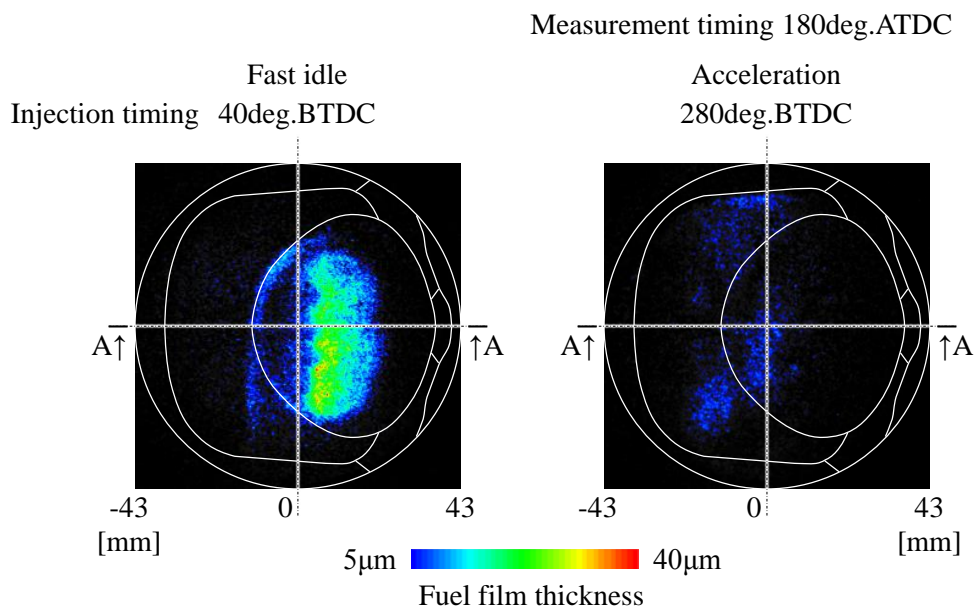 Measurement timing 180deg.ATDC
Fast idle
Acceleration
Injection timing 40deg.BTDC
280deg.BTDC
A↑ ↑A
A↑ ↑A
-43 0 43
-43 0 43
[mm]
[mm]
5μm 40μm
Fuel film thickness